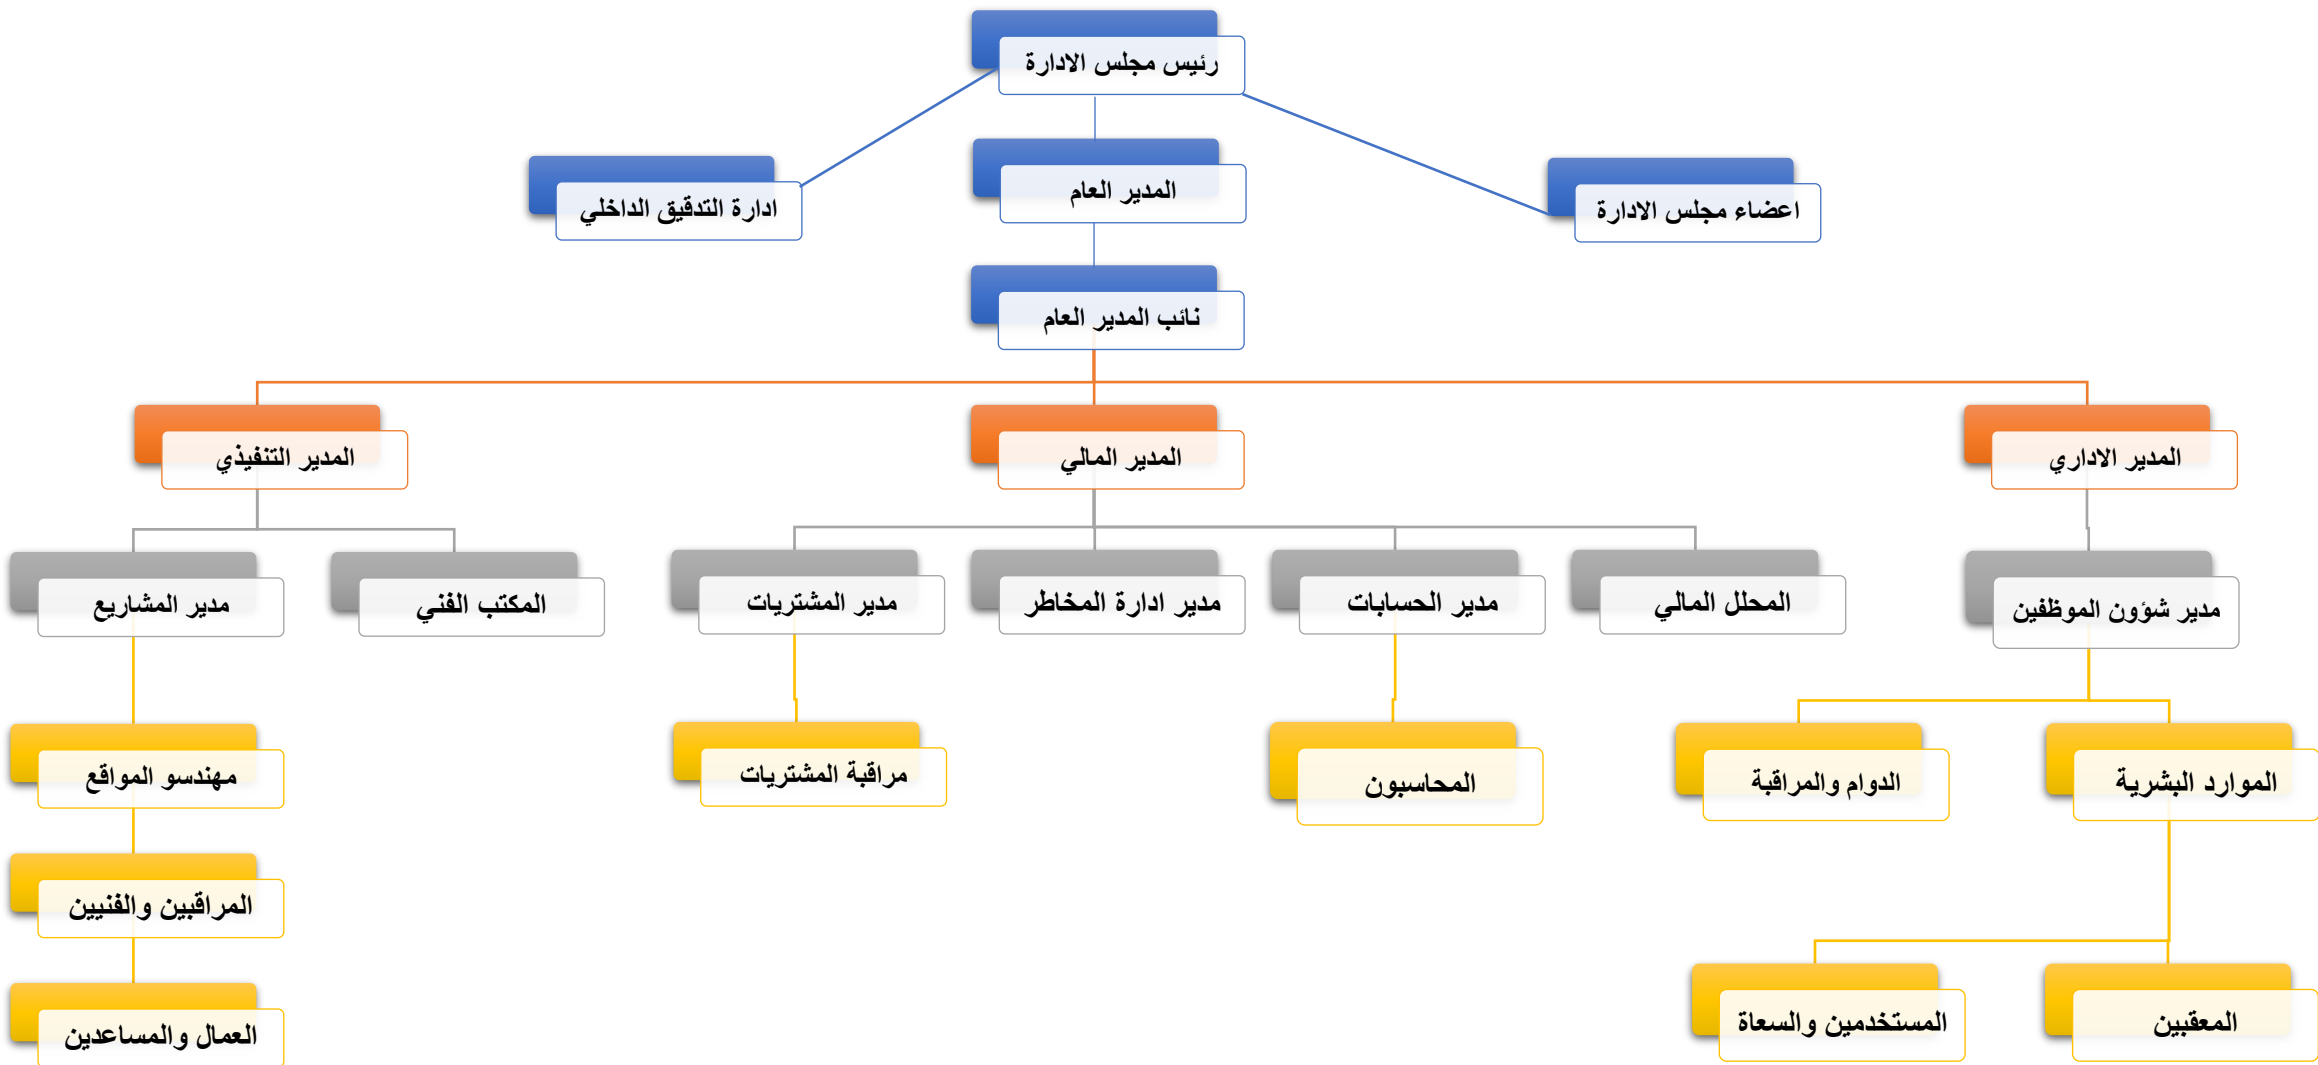 رئيس مجلس الادارة
اعضاء مجلس الادارة
المدير العام
ادارة التدقيق الداخلي
نائب المدير العام
المدير الاداري
المدير المالي
المدير التنفيذي
مدير شؤون الموظفين
المحلل المالي
مدير الحسابات
مدير ادارة المخاطر
مدير المشتريات
المكتب الفني
مدير المشاريع
الموارد البشرية
الدوام والمراقبة
المحاسبون
مراقبة المشتريات
مهندسو المواقع
المراقبين والفنيين
المعقبين
المستخدمين والسعاة
العمال والمساعدين